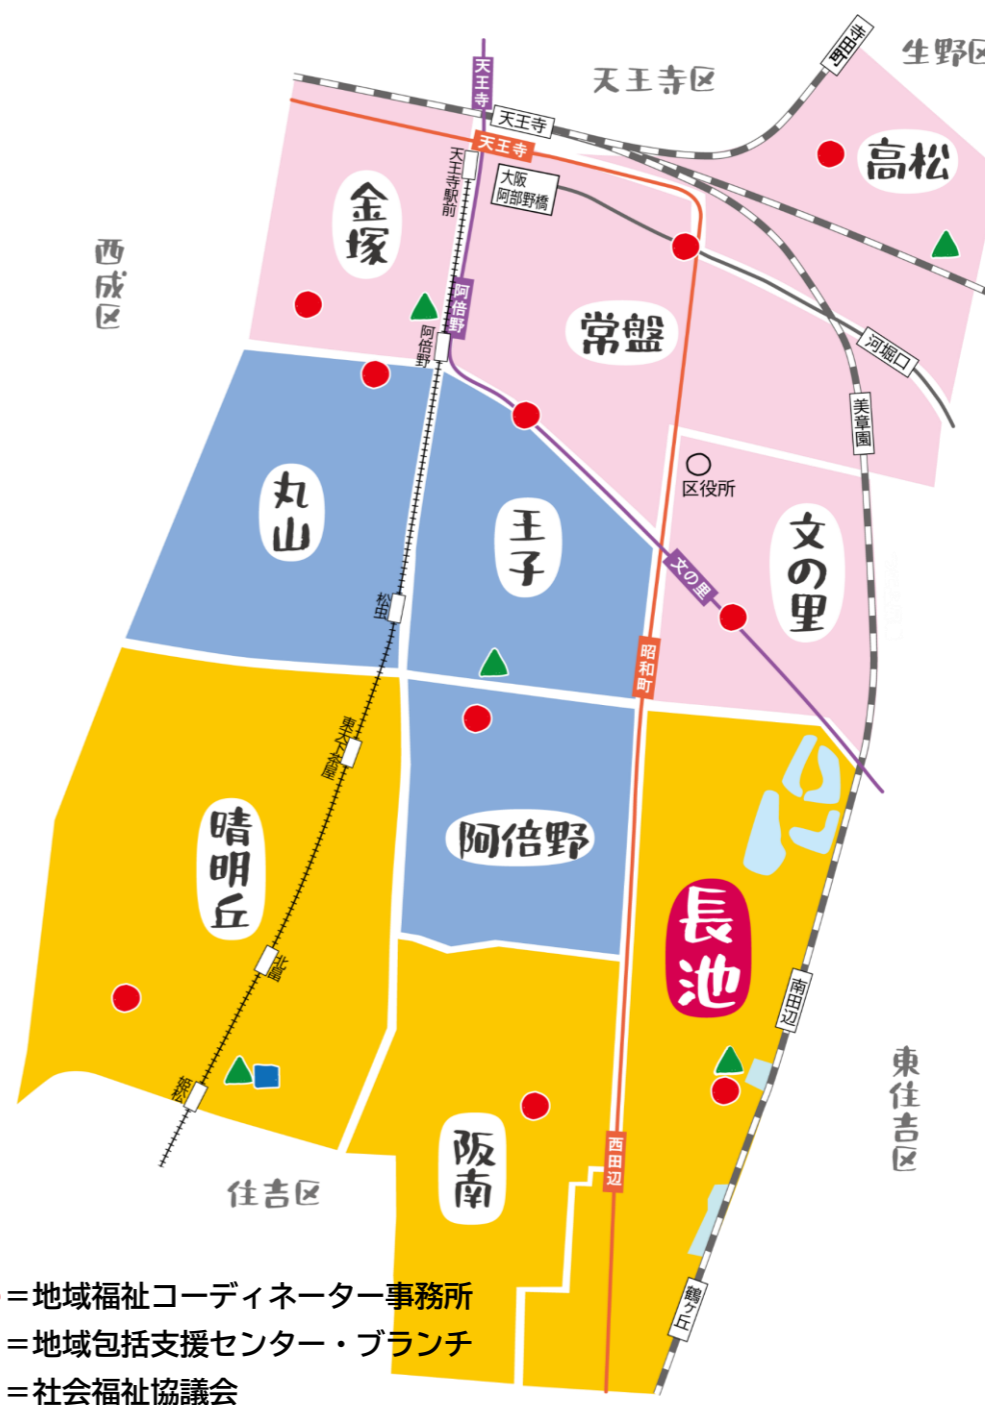 寺田町
生野区
天王寺区
天王寺
天王寺
天王寺
天王寺駅前
大阪
阿部野橋
高松
金塚
西成区
阿倍野
阿倍野
常盤
河堀口
美章園
区役所
丸山
王子
文の里
文の里
松虫
昭和町
東天下茶屋
晴明丘
阿倍野
長池
北畠
南田辺
東住吉区
姫松
阪南
西田辺
住吉区
鶴ケ丘
=地域福祉コーディネーター事務所
=地域包括支援センター・ブランチ
=社会福祉協議会